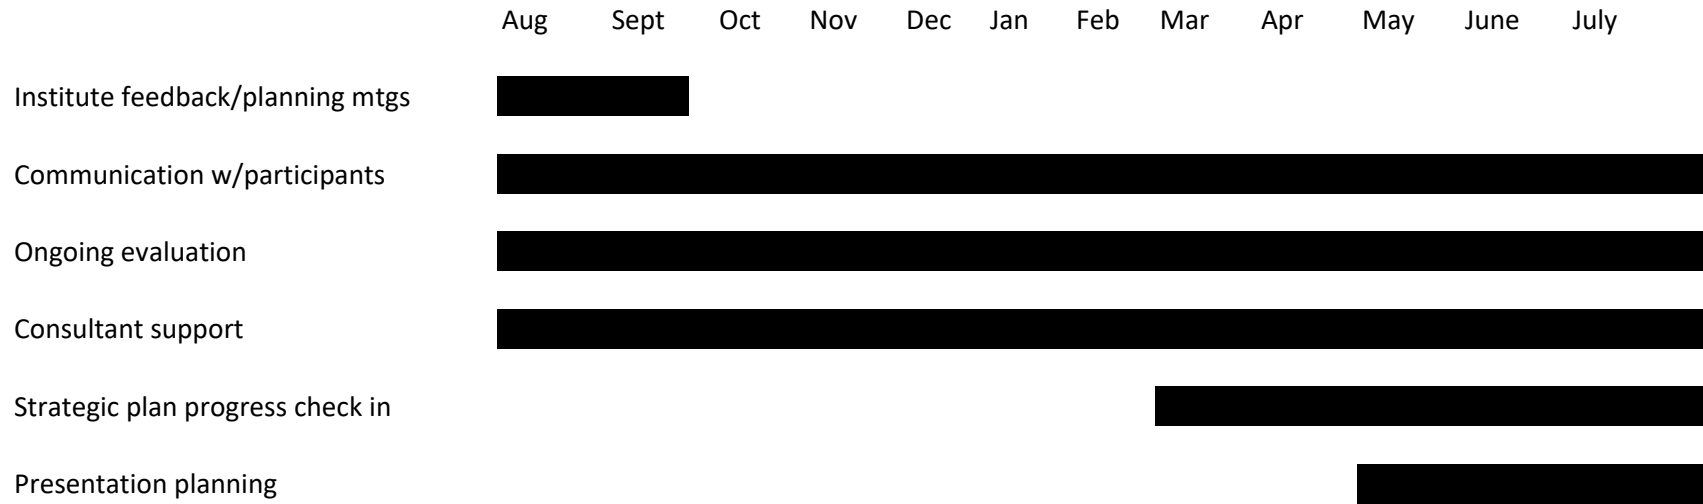 Aug Sept Oct Nov Dec Jan Feb Mar Apr May June July
Institute feedback/planning mtgs
Communication w/participants
Ongoing evaluation
Consultant support
Strategic plan progress check in
Presentation planning